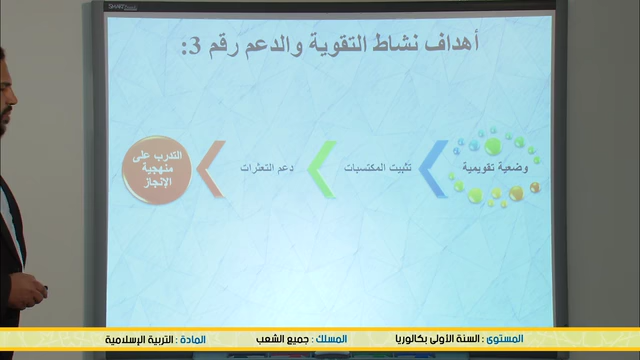 SMART
أهداف نشاط التقوية والدعم رقم 3:
وضعية تقويمية
تثبيت المكتسبات
دعم التعثرات
التدرب على
منهجية
الإنجاز
المستوى : السنة الأولى بكالوريا
المسلك : جميع الشعب
المادة : التربية الإسلامية